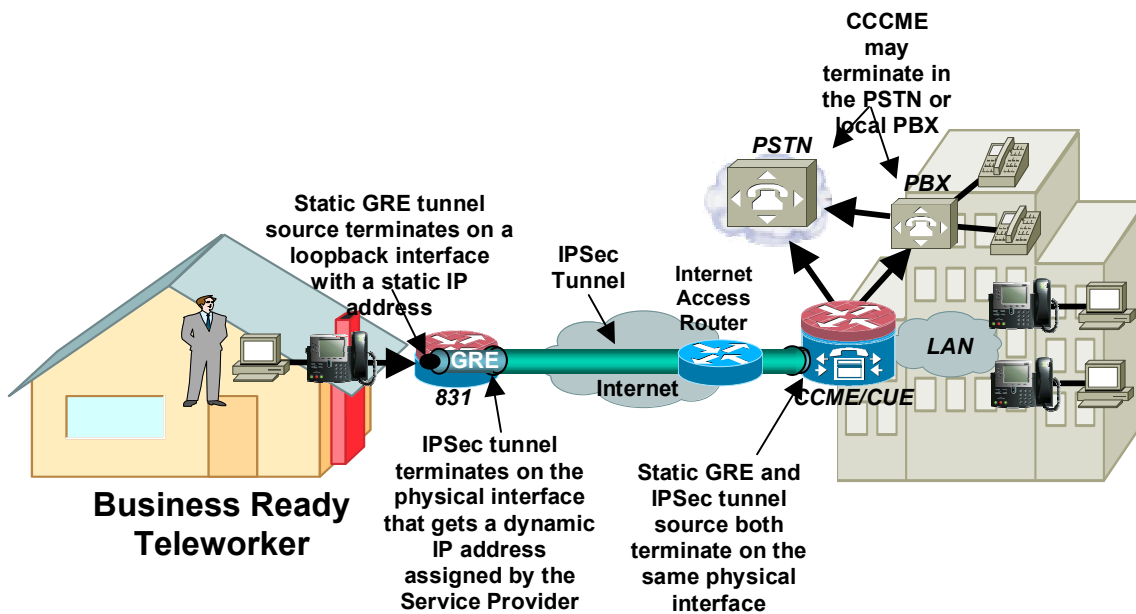 CCCME
may
terminate in
the PSTN or
local PBX
PSTN
PBX
Static GRE tunnel
source terminates on a
loopback interface
with a static IP
address
IPSec
Tunnel
Internet
Access
Router
GRE
LAN
831
Internet
CCME/CUE
Business Ready
Teleworker
IPSec tunnel
terminates on the
physical interface
that gets a dynamic
IP address
assigned by the
Service Provider
Static GRE and
IPSec tunnel
source both
terminate on the
same physical
interface